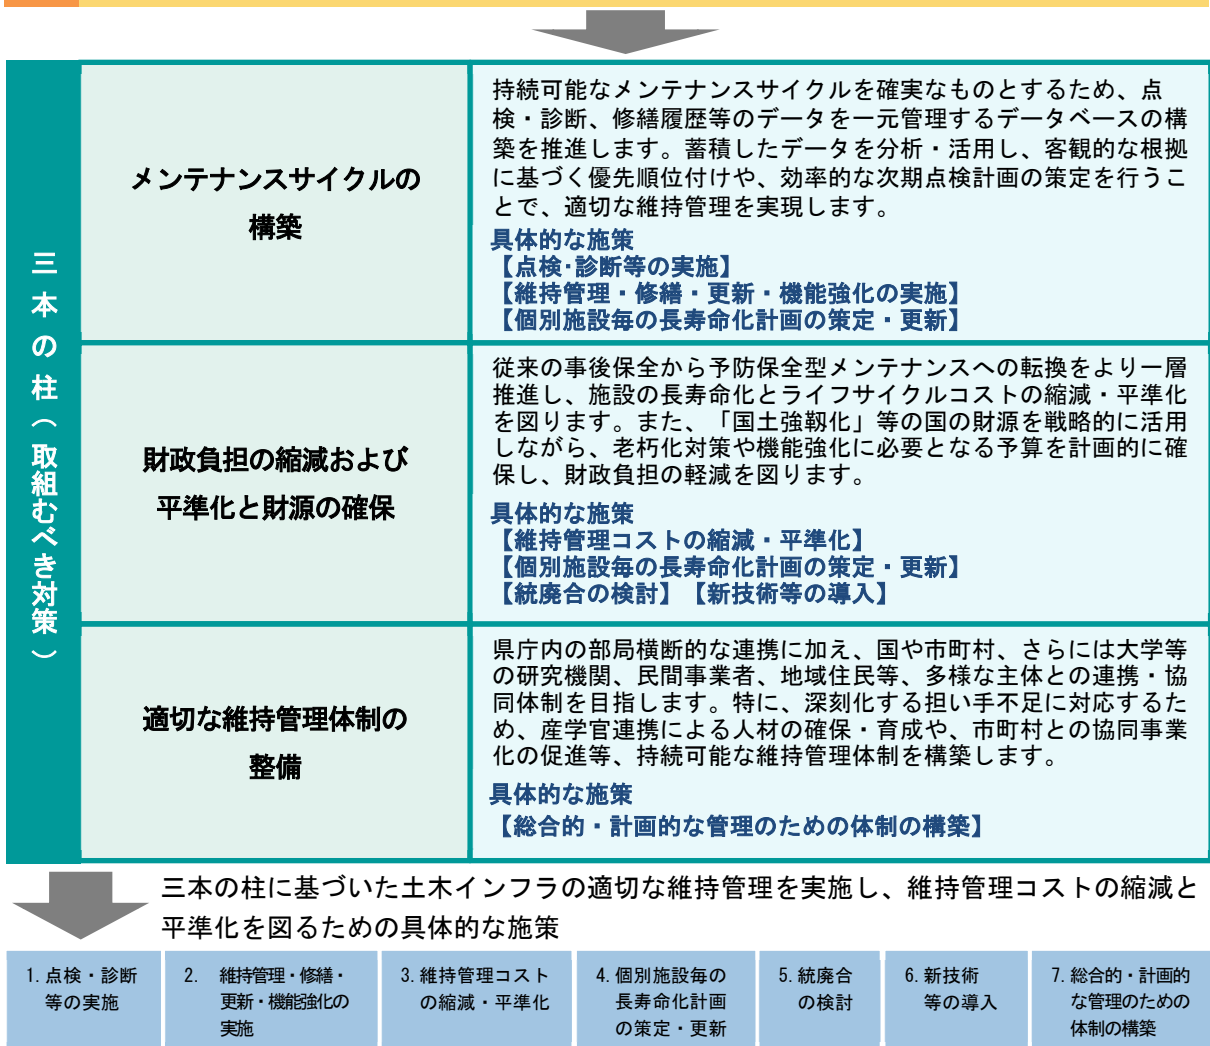 三本の柱（取組むべき対策）
メンテナンスサイクルの
構築
持続可能なメンテナンスサイクルを確実なものとするため、点
検・診断、修繕履歴等のデータを一元管理するデータベースの構
築を推進します。蓄積したデータを分析・活用し、客観的な根拠
に基づく優先順位付けや、効率的な次期点検計画の策定を行うこ
とで、適切な維持管理を実現します。
具体的な施策
【点検・診断等の実施】
【維持管理・修繕・更新・機能強化の実施】
【個別施設毎の長寿命化計画の策定・更新】
財政負担の縮減および
平準化と財源の確保
従来の事後保全から予防保全型メンテナンスへの転換をより一層
推進し、施設の長寿命化とライフサイクルコストの縮減・平準化
を図ります。また、「国土強靱化」等の国の財源を戦略的に活用
しながら、老朽化対策や機能強化に必要となる予算を計画的に確
保し、財政負担の軽減を図ります。
具体的な施策
【維持管理コストの縮減・平準化】
【個別施設毎の長寿命化計画の策定・更新】
【統廃合の検討】【新技術等の導入】
適切な維持管理体制の
整備
県庁内の部局横断的な連携に加え、国や市町村、さらには大学等
の研究機関、民間事業者、地域住民等、多様な主体との連携・協
同体制を目指します。特に、深刻化する担い手不足に対応するた
め、産学官連携による人材の確保・育成や、市町村との協同事業
化の促進等、持続可能な維持管理体制を構築します。
具体的な施策
【総合的・計画的な管理のための体制の構築】
三本の柱に基づいた土木インフラの適切な維持管理を実施し、維持管理コストの縮減と
平準化を図るための具体的な施策
1. 点検・診断
等の実施
2. 維持管理・修繕・
更新・機能強化の
実施
3. 維持管理コスト
の縮減・平準化
4. 個別施設毎の
長寿命化計画
の策定・更新
5. 統廃合
の検討
6. 新技術
等の導入
7. 総合的・計画的
な管理のための
体制の構築